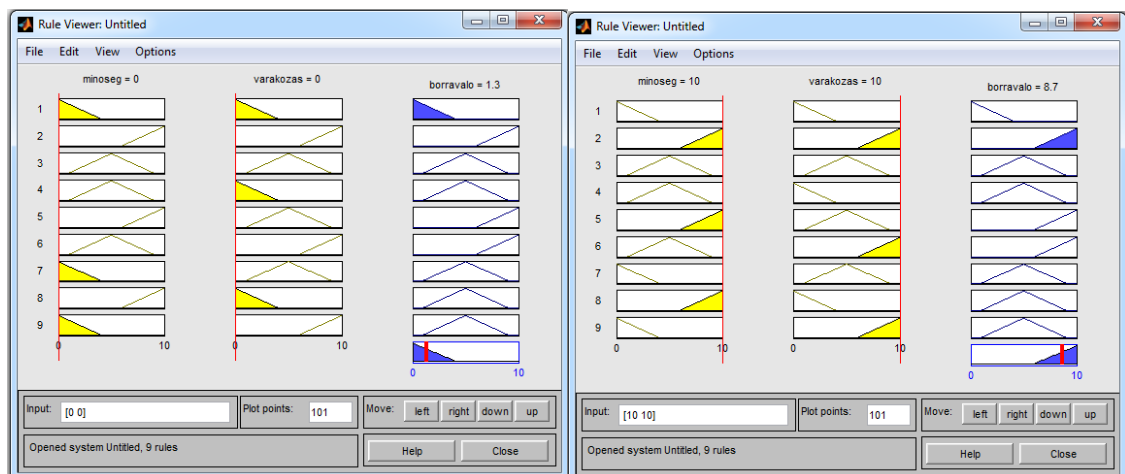 Rule Viewer: Untitled
File Edit View Options
minoseg = 0 varakozas = 0 borravalo = 1.3
1
2
3
4
5
6
7
8
9
0 10 0 10
0 10
Input: [0 0] Plot points: 101 Move: left right down up
Opened system Untitled, 9 rules Help Close
Rule Viewer: Untitled
File Edit View Options
minoseg = 10 varakozas = 10 borravalo = 8.7
1
2
3
4
5
6
7
8
9
0 10 0 10
0 10
Input: [10 10] Plot points: 101 Move: left right down up
Opened system Untitled, 9 rules Help Close